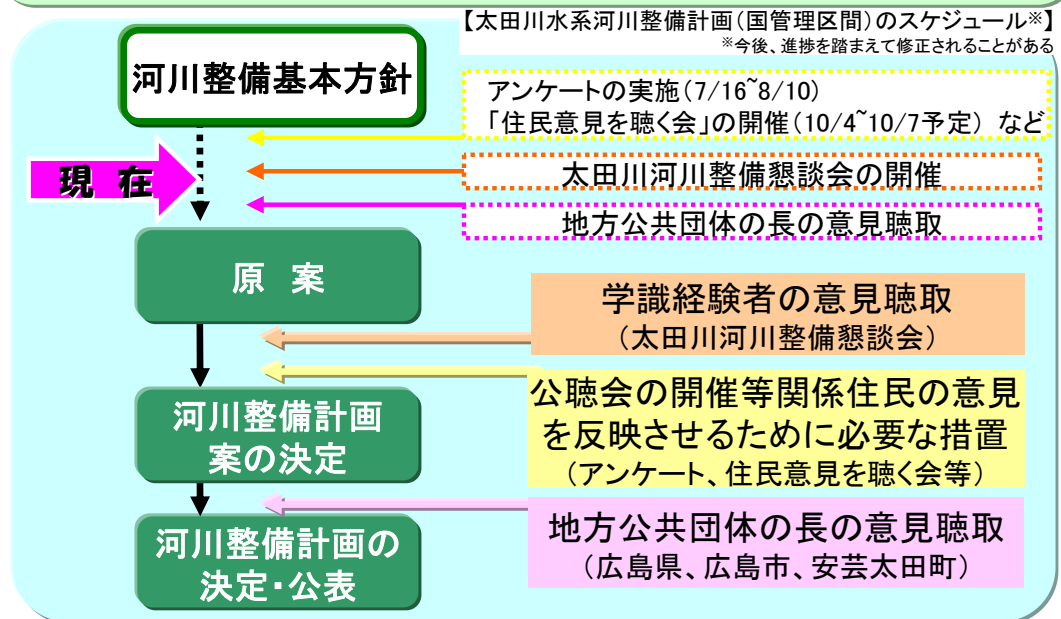 【太田川水系河川整備計画(国管理区間)のスケジュール※】
※今後、進捗を踏まえて修正されることがある
河川整備基本方針
アンケートの実施(7/16~8/10)
「住民意見を聴く会」の開催(10/4~10/7予定) など
現 在
太田川河川整備懇談会の開催
地方公共団体の長の意見聴取
原 案
学識経験者の意見聴取
(太田川河川整備懇談会)
公聴会の開催等関係住民の意見
を反映させるために必要な措置
(アンケート、住民意見を聴く会等)
河川整備計画
案の決定
地方公共団体の長の意見聴取
(広島県、広島市、安芸太田町)
河川整備計画の
決定・公表